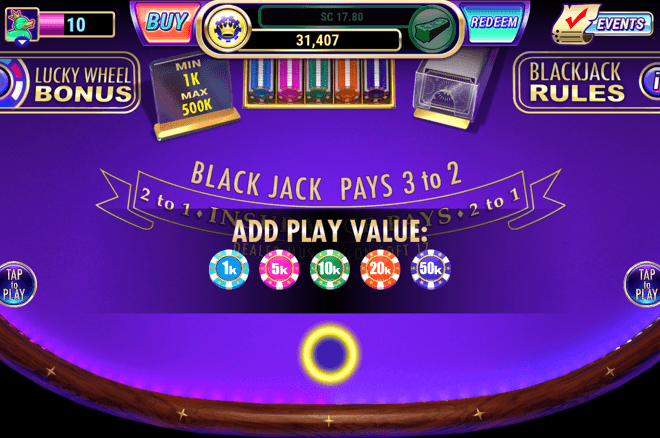 10
BUY
SC 17.80
31,407
REDEEM
EVENTS
LUCKY WHEEL
BONUS
MIN
1K
MAX
500K
BLACKJACK
RULES
i
BLACK JACK PAYS 3 to 2
2 to 1 • INSU PAYS • 2 to 1
ADD PLAY VALUE:
1K
5K
10K
20K
50K
TAP
to
PLAY
TAP
to
PLAY